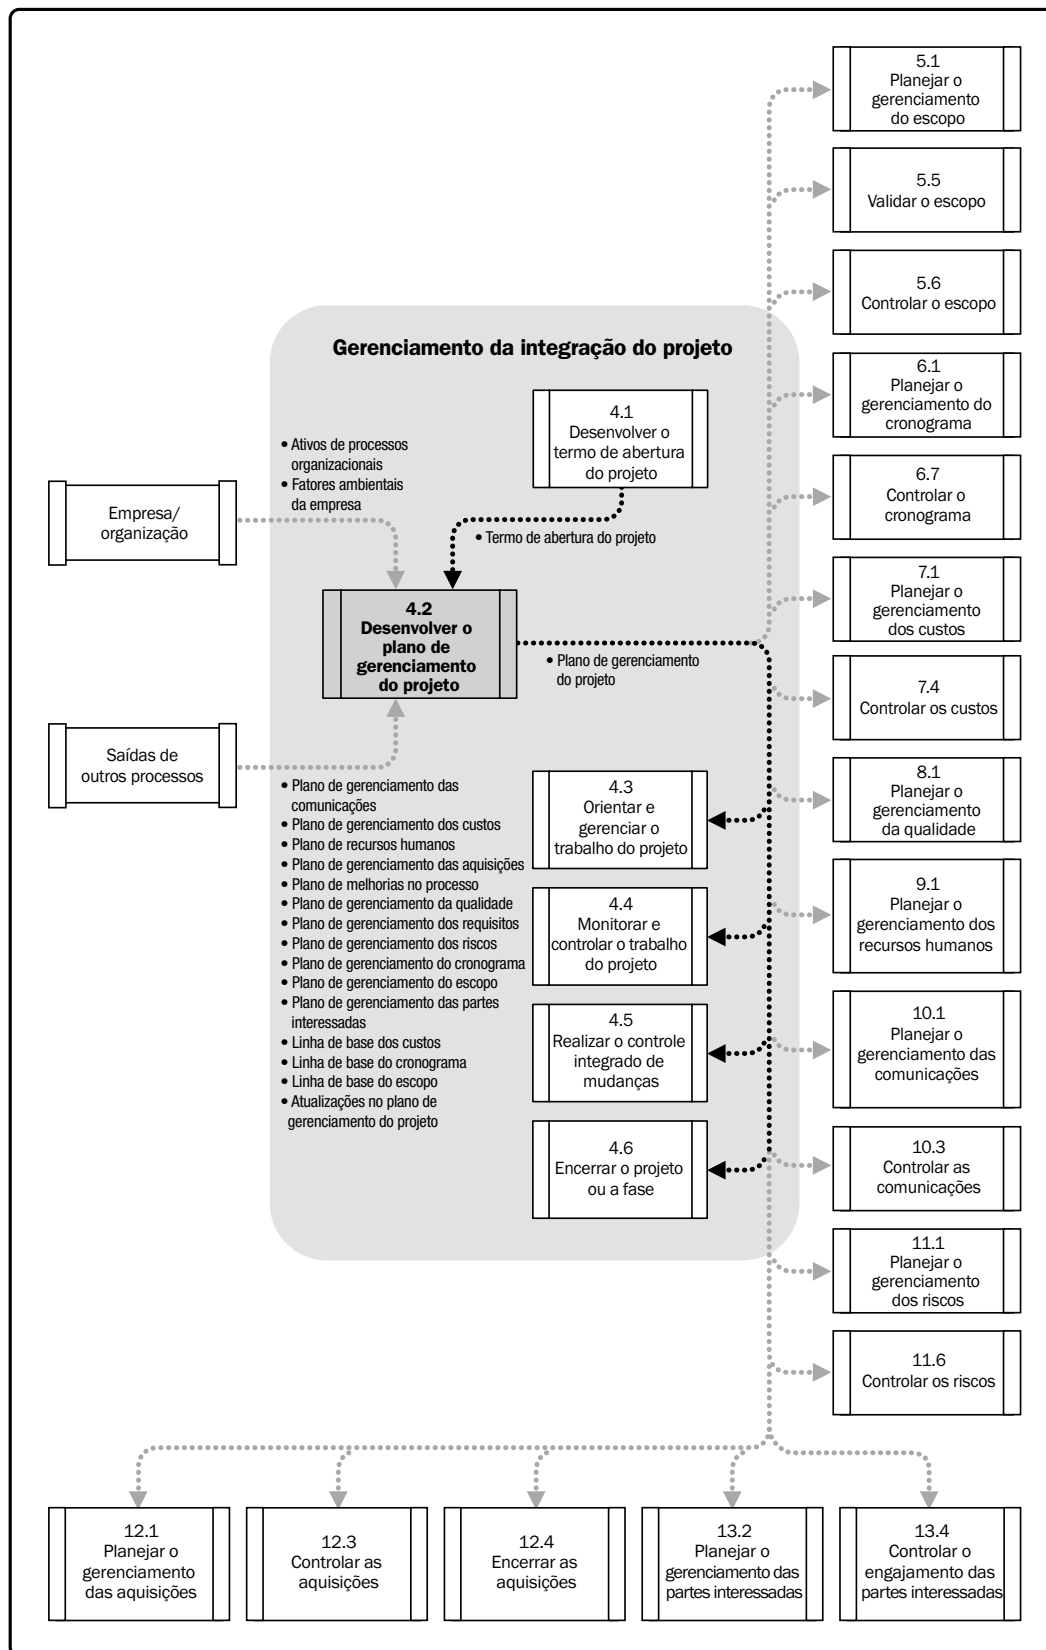 5.1
Planejar o
gerenciamento
do escopo
5.5
Validar o escopo
5.6
Controlar o escopo
6.1
Planejar o
gerenciamento do
cronograma
6.7
Controlar o
cronograma
7.1
Planejar o
gerenciamento
dos custos
7.4
Controlar os custos
8.1
Planejar o
gerenciamento
da qualidade
9.1
Planejar o
gerenciamento dos
recursos humanos
10.1
Planejar o
gerenciamento das
comunicações
10.3
Controlar as
comunicações
11.1
Planejar o
gerenciamento
dos riscos
11.6
Controlar os riscos
Gerenciamento da integração do projeto
4.1
Desenvolver o
termo de abertura
do projeto
• Ativos de processos
organizacionais
• Fatores ambientais
da empresa
Empresa/
organização
• Termo de abertura do projeto
4.2
Desenvolver o
plano de
gerenciamento
do projeto
• Plano de gerenciamento
do projeto
Saídas de
outros processos
• Plano de gerenciamento das
comunicações
• Plano de gerenciamento dos custos
• Plano de recursos humanos
• Plano de gerenciamento das aquisições
• Plano de melhorias no processo
• Plano de gerenciamento da qualidade
• Plano de gerenciamento dos requisitos
• Plano de gerenciamento dos riscos
• Plano de gerenciamento do cronograma
• Plano de gerenciamento do escopo
• Plano de gerenciamento das partes
interessadas
• Linha de base dos custos
• Linha de base do cronograma
• Linha de base do escopo
• Atualizações no plano de
gerenciamento do projeto
4.3
Orientar e
gerenciar o
trabalho do projeto
4.4
Monitorar e
controlar o trabalho
do projeto
4.5
Realizar o controle
integrado de
mudanças
4.6
Encerrar o projeto
ou a fase
12.1
Planejar o
gerenciamento
das aquisições
12.3
Controlar as
aquisições
12.4
Encerrar as
aquisições
13.2
Planejar o
gerenciamento das
partes interessadas
13.4
Controlar o
engajamento das
partes interessadas